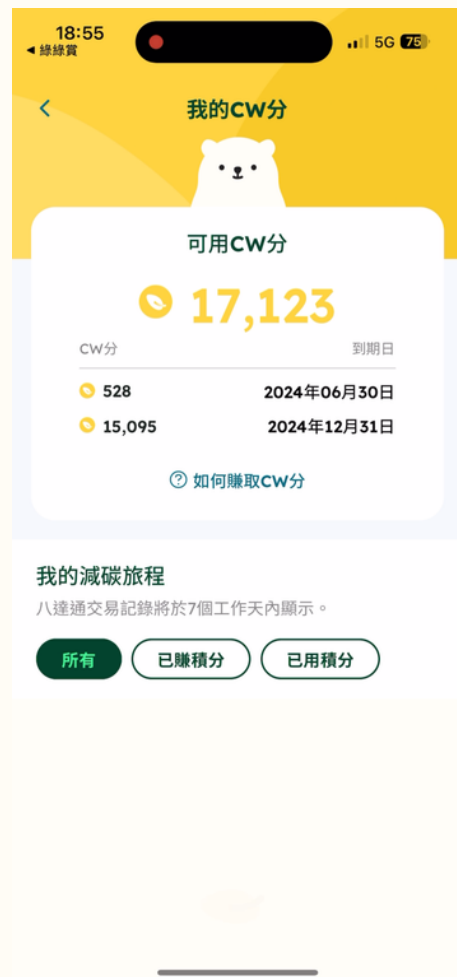 18:55
◀ 綠綠賞
5G 75
我的CW分
可用CW分
17,123
CW分 到期日
528 2024年06月30日
15,095 2024年12月31日
? 如何賺取CW分
我的減碳旅程
八達通交易記錄將於7個工作天內顯示。
所有 已賺積分 已用積分